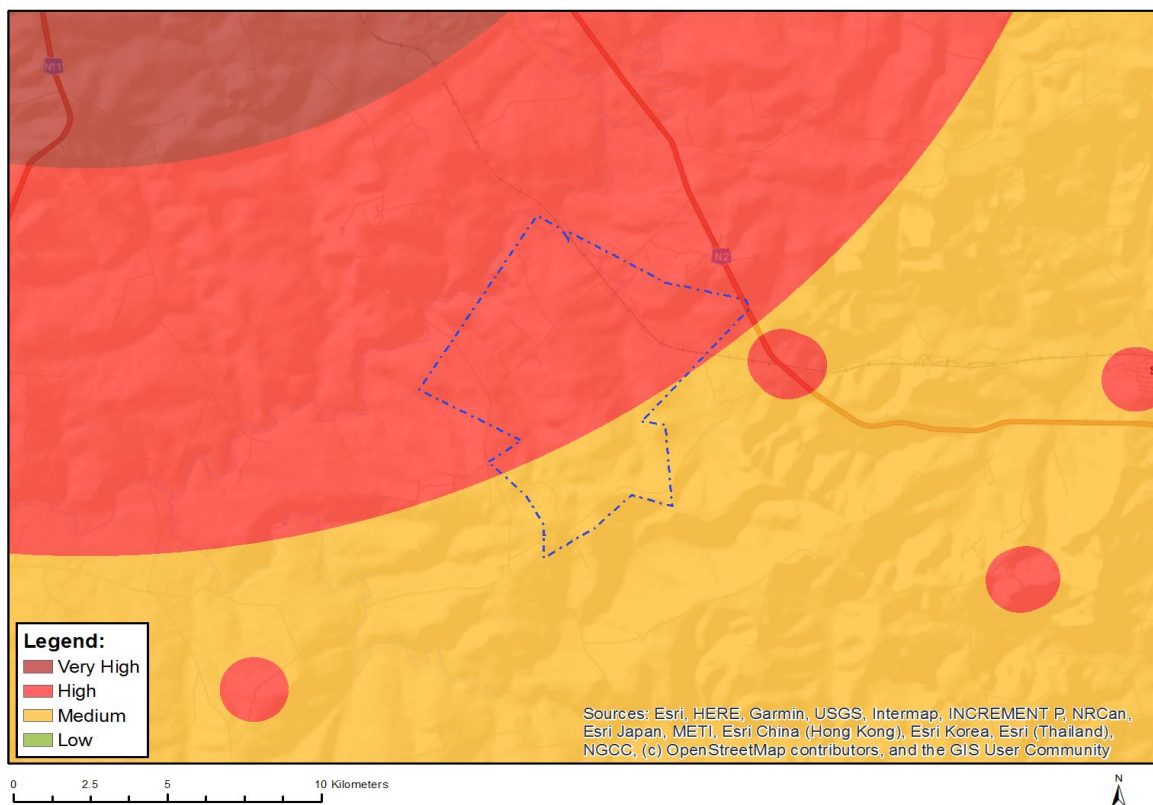 N11
N2
Legend:
Very High
High
Medium
Low
Sources: Esri, HERE, Garmin, USGS, Intermap, INCREMENT P, NRCan,
Esri Japan, METI, Esri China (Hong Kong), Esri Korea, Esri (Thailand),
NGCC, (c) OpenStreetMap contributors, and the GIS User Community
0 2.5 5 10 Kilometers
N